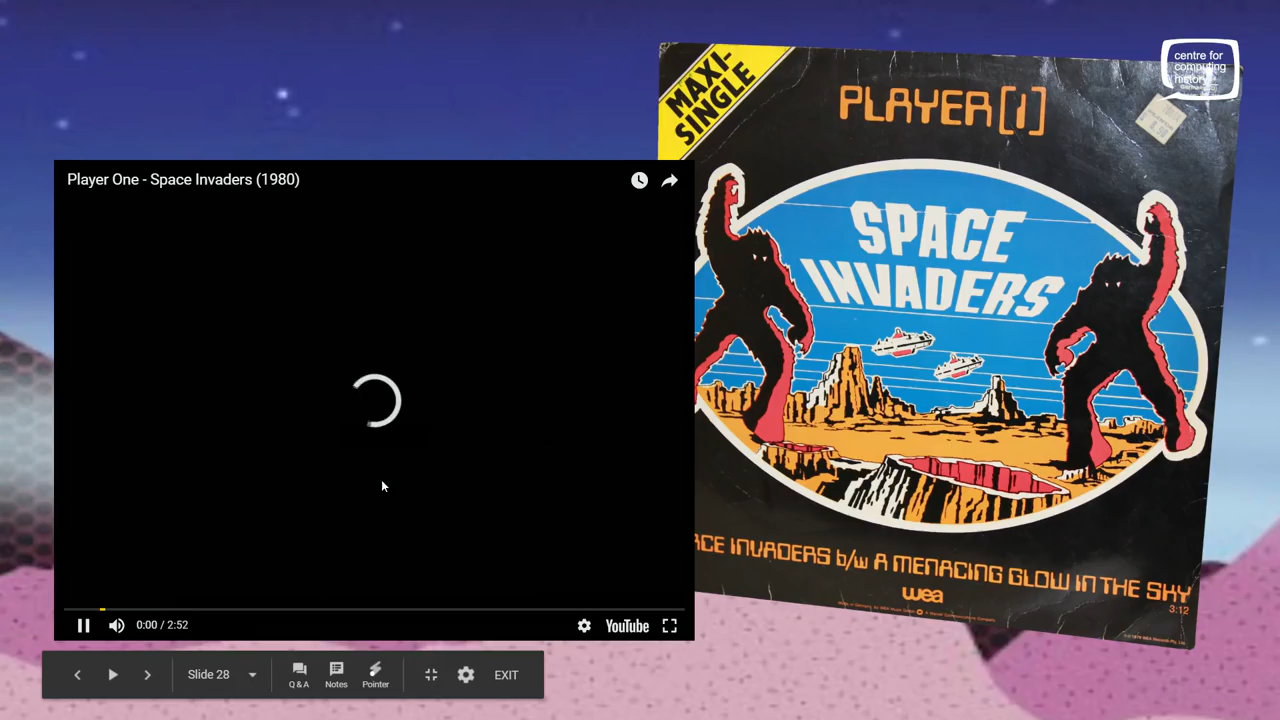 centre for
computing
history
MAXI-
SINGLE
PLAYER [1]
Player One - Space Invaders (1980)
SPACE
INVADERS
ACE INVADERS b/w A MENACING GLOW IN THE SKY
wea
3:12
0:00 / 2:52
YouTube
Slide 28
Q & A
Notes
Pointer
EXIT